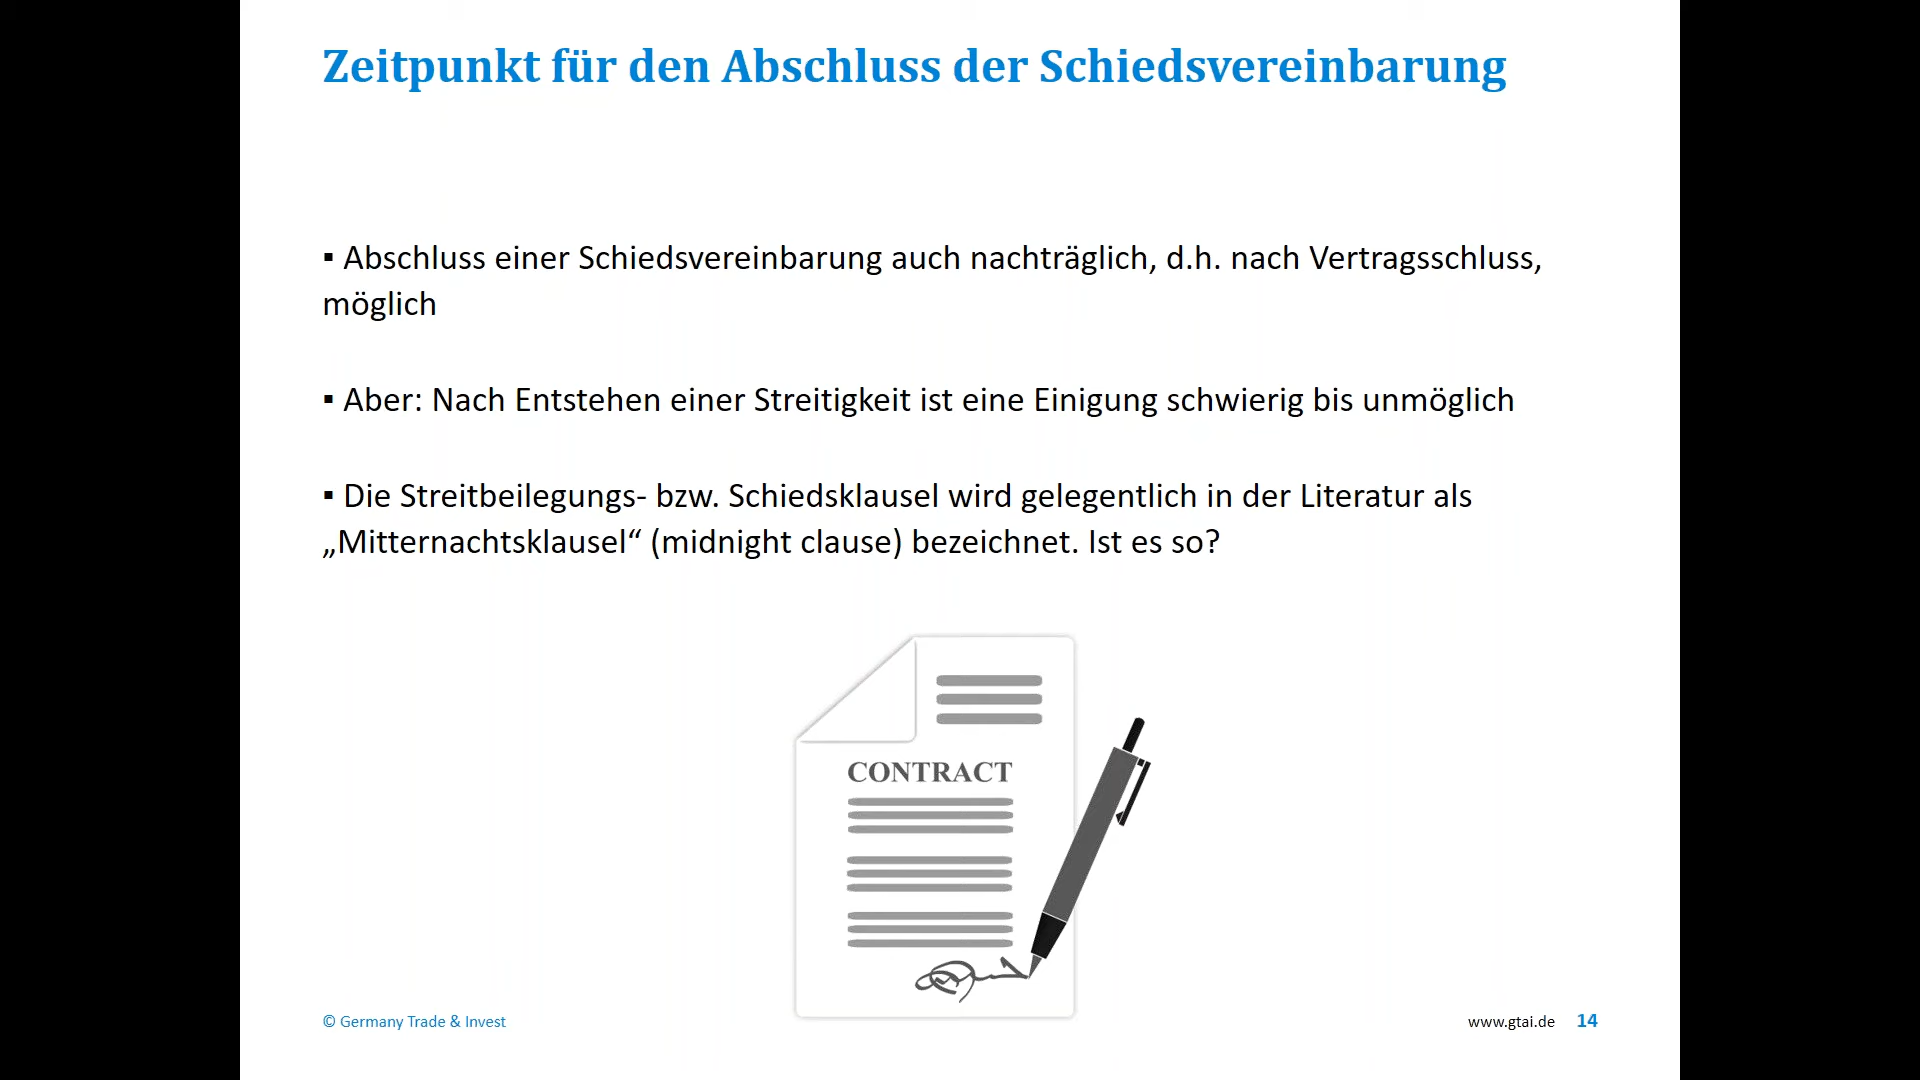 Zeitpunkt für den Abschluss der Schiedsvereinbarung
▪ Abschluss einer Schiedsvereinbarung auch nachträglich, d.h. nach Vertragsschluss,
möglich
▪ Aber: Nach Entstehen einer Streitigkeit ist eine Einigung schwierig bis unmöglich
▪ Die Streitbeilegungs- bzw. Schiedsklausel wird gelegentlich in der Literatur als
„Mitternachtsklausel“ (midnight clause) bezeichnet. Ist es so?
CONTRACT
© Germany Trade & Invest
www.gtai.de 14